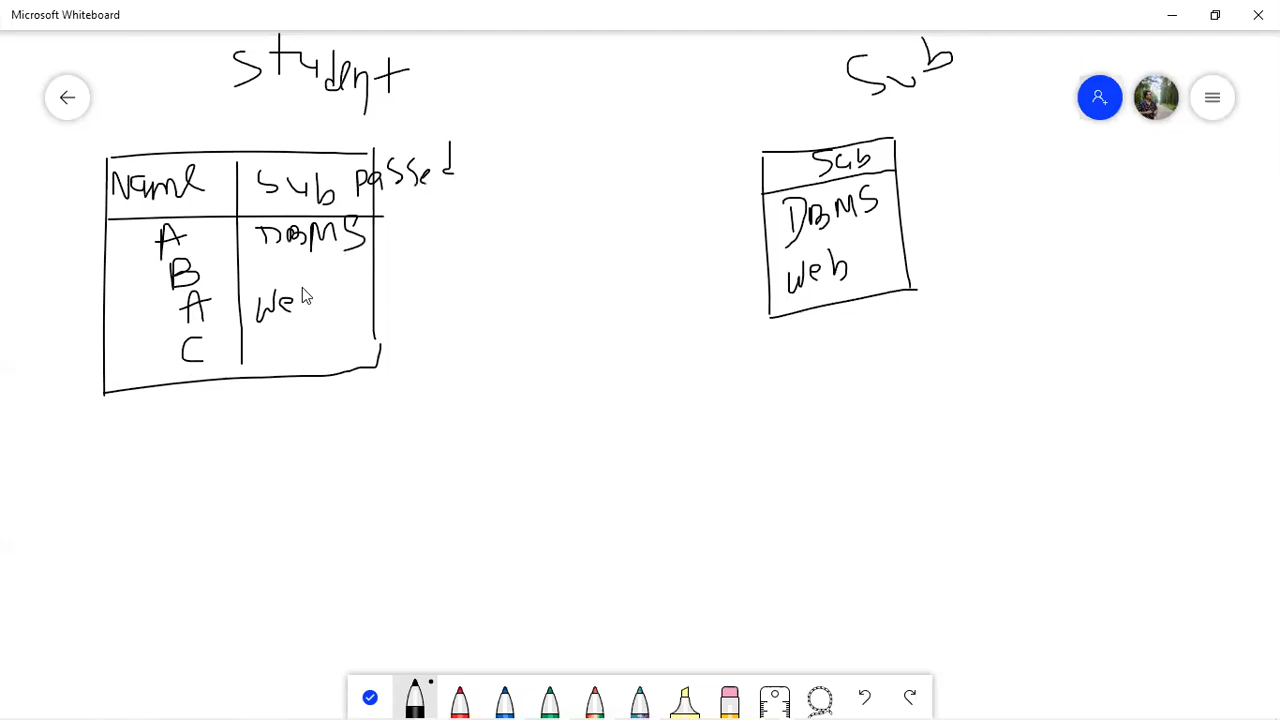 Microsoft Whiteboard
Student
Sub
Name Sub passed
A DBMS
B
A We
C
Sub
DBMS
Web